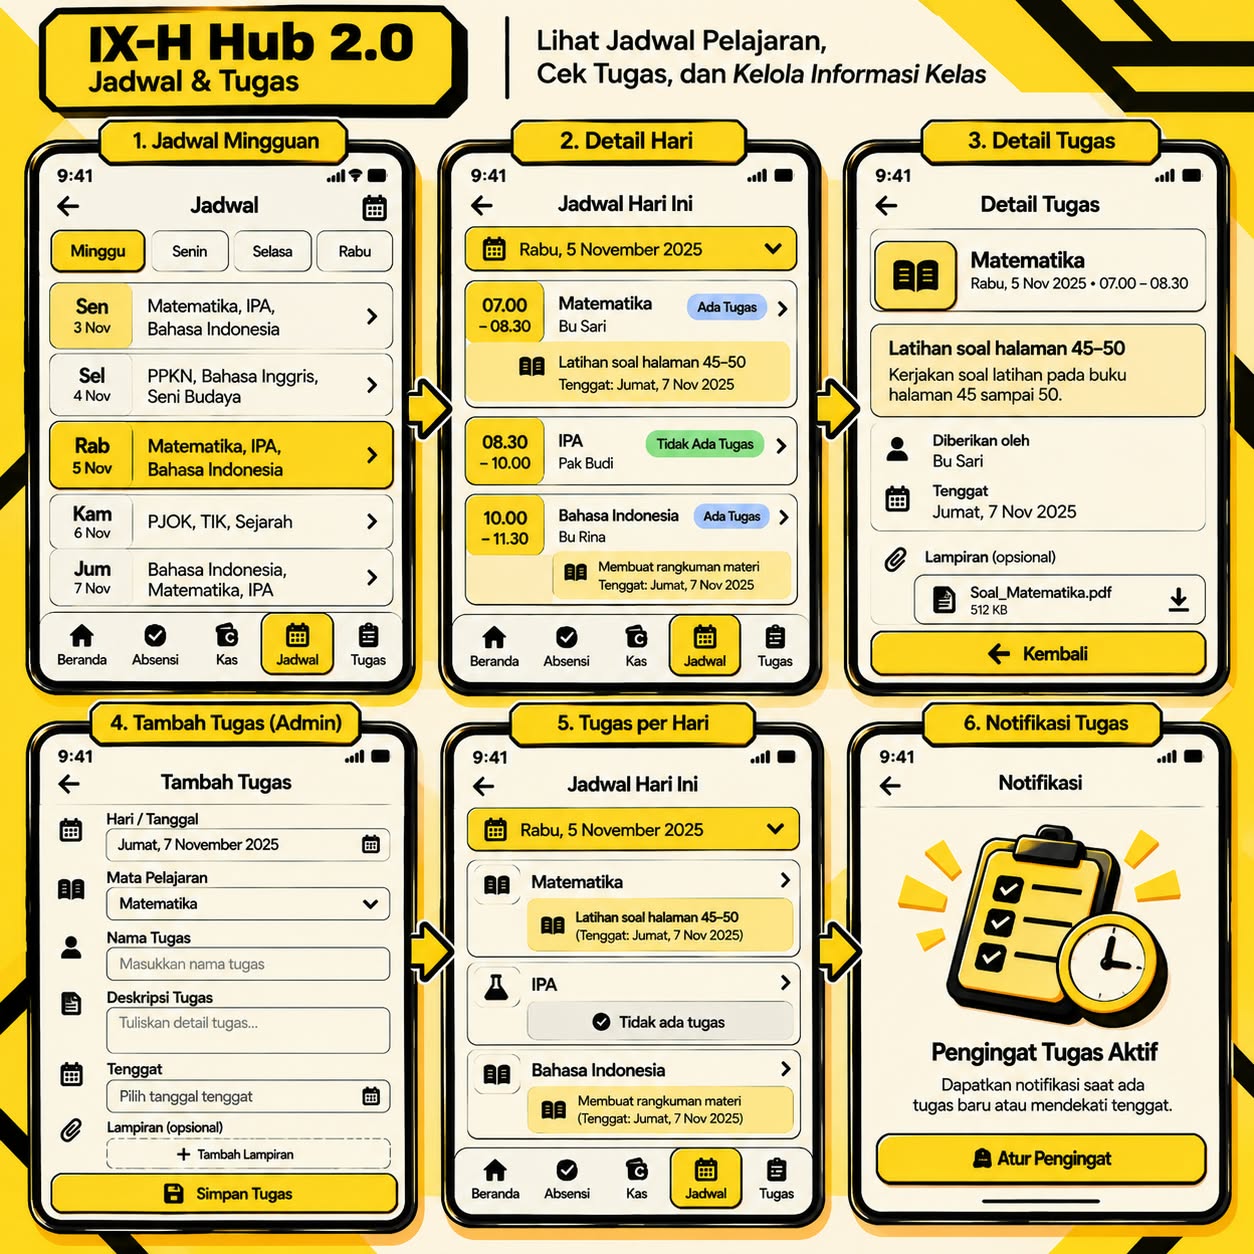 IX-H Hub 2.0
Jadwal & Tugas
Lihat Jadwal Pelajaran,
Cek Tugas, dan Kelola Informasi Kelas
1. Jadwal Mingguan
9:41
Jadwal
Minggu
Senin
Selasa
Rabu
Sen
3 Nov
Matematika, IPA,
Bahasa Indonesia
Sel
4 Nov
PPKN, Bahasa Inggris,
Seni Budaya
Rab
5 Nov
Matematika, IPA,
Bahasa Indonesia
Kam
6 Nov
PJOK, TIK, Sejarah
Jum
7 Nov
Bahasa Indonesia,
Matematika, IPA
Beranda
Absensi
Kas
Jadwal
Tugas
2. Detail Hari
9:41
Jadwal Hari Ini
Rabu, 5 November 2025
07.00
– 08.30
Matematika
Bu Sari
Ada Tugas
Latihan soal halaman 45–50
Tenggat: Jumat, 7 Nov 2025
08.30
– 10.00
IPA
Pak Budi
Tidak Ada Tugas
10.00
– 11.30
Bahasa Indonesia
Bu Rina
Ada Tugas
Membuat rangkuman materi
Tenggat: Jumat, 7 Nov 2025
Beranda
Absensi
Kas
Jadwal
Tugas
3. Detail Tugas
9:41
Detail Tugas
Matematika
Rabu, 5 Nov 2025 • 07.00 – 08.30
Latihan soal halaman 45–50
Kerjakan soal latihan pada buku
halaman 45 sampai 50.
Diberikan oleh
Bu Sari
Tenggat
Jumat, 7 Nov 2025
Lampiran (opsional)
Soal_Matematika.pdf
512 KB
Kembali
4. Tambah Tugas (Admin)
9:41
Tambah Tugas
Hari / Tanggal
Jumat, 7 November 2025
Mata Pelajaran
Matematika
Nama Tugas
Masukkan nama tugas
Deskripsi Tugas
Tuliskan detail tugas...
Tenggat
Pilih tanggal tenggat
Lampiran (opsional)
+ Tambah Lampiran
Simpan Tugas
5. Tugas per Hari
9:41
Jadwal Hari Ini
Rabu, 5 November 2025
Matematika
Latihan soal halaman 45–50
(Tenggat: Jumat, 7 Nov 2025)
IPA
Tidak ada tugas
Bahasa Indonesia
Membuat rangkuman materi
(Tenggat: Jumat, 7 Nov 2025)
Beranda
Absensi
Kas
Jadwal
Tugas
6. Notifikasi Tugas
9:41
Notifikasi
Pengingat Tugas Aktif
Dapatkan notifikasi saat ada
tugas baru atau mendekati tenggat.
Atur Pengingat